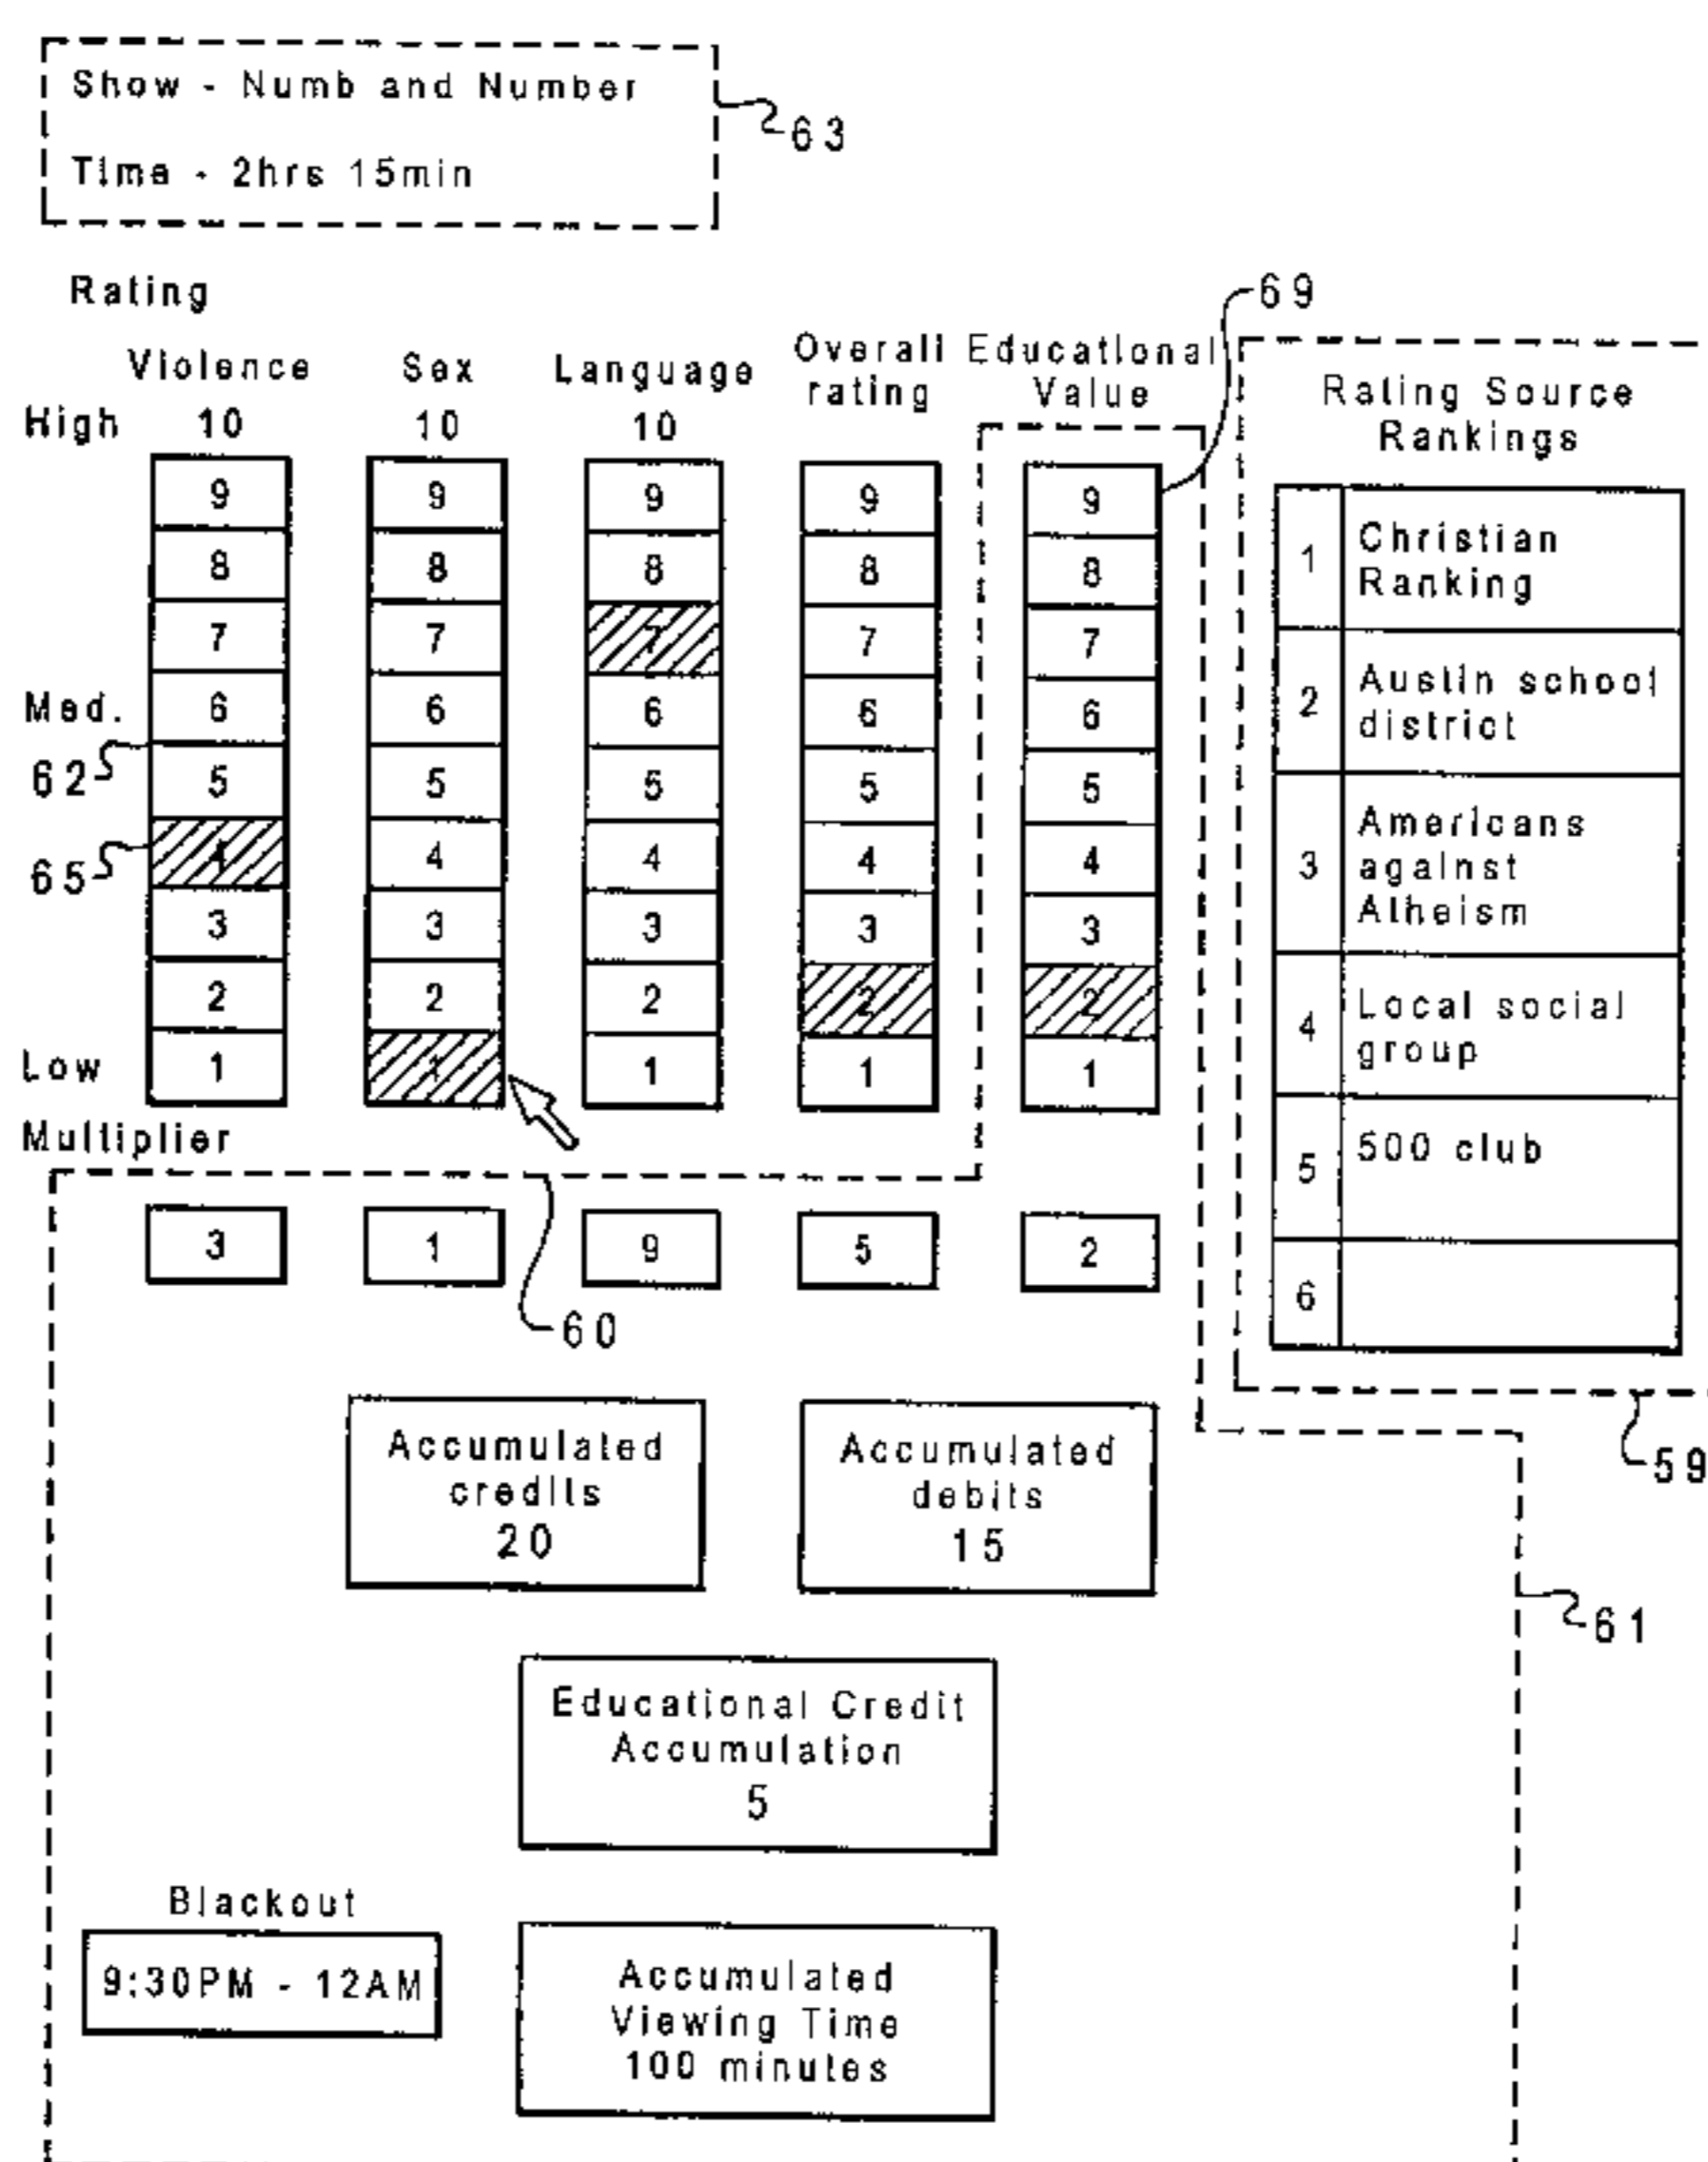 Show - Numb and Number
63
Time - 2hrs 15min
Rating
69
Violence Sex Language Overall rating Educational Value
High 10 10 10
9 9 9 9 9
8 8 8 8 8
7 7 7 7 7
Med. 6 6 6 6 6
62 5 5 5 5 5
65 4 4 4 4 4
3 3 3 3 3
2 2 2 2 2
Low 1 1 1 1 1
Multiplier
3 1 9 5 2
60
Rating Source
Rankings
1 Christian
Ranking
2 Austin school
district
3 Americans
against
Atheism
4 Local social
group
5 500 club
6
59
Accumulated
credits
20
Accumulated
debits
15
61
Educational Credit
Accumulation
5
Blackout
9:30PM - 12AM
Accumulated
Viewing Time
100 minutes